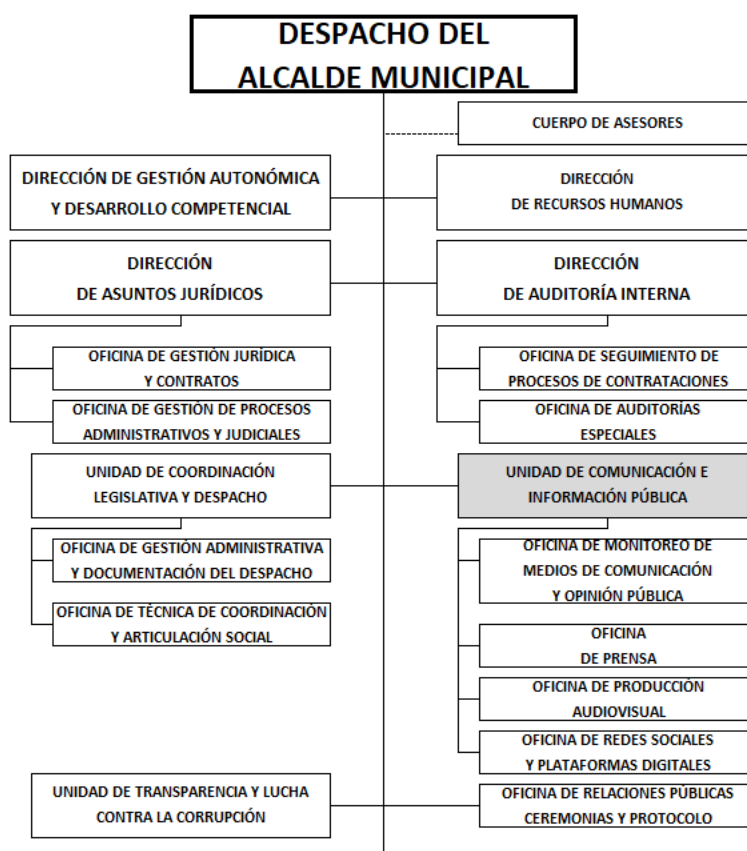 DESPACHO DEL
ALCALDE MUNICIPAL
CUERPO DE ASESORES
DIRECCIÓN DE GESTIÓN AUTONÓMICA
Y DESARROLLO COMPETENCIAL
DIRECCIÓN
DE RECURSOS HUMANOS
DIRECCIÓN
DE ASUNTOS JURÍDICOS
DIRECCIÓN
DE AUDITORÍA INTERNA
OFICINA DE GESTIÓN JURÍDICA
Y CONTRATOS
OFICINA DE SEGUIMIENTO DE
PROCESOS DE CONTRATACIONES
OFICINA DE GESTIÓN DE PROCESOS
ADMINISTRATIVOS Y JUDICIALES
OFICINA DE AUDITORÍAS
ESPECIALES
UNIDAD DE COORDINACIÓN
LEGISLATIVA Y DESPACHO
UNIDAD DE COMUNICACIÓN E
INFORMACIÓN PÚBLICA
OFICINA DE GESTIÓN ADMINISTRATIVA
Y DOCUMENTACIÓN DEL DESPACHO
OFICINA DE MONITOREO DE
MEDIOS DE COMUNICACIÓN
Y OPINIÓN PÚBLICA
OFICINA DE TÉCNICA DE COORDINACIÓN
Y ARTICULACIÓN SOCIAL
OFICINA
DE PRENSA
OFICINA DE PRODUCCIÓN
AUDIOVISUAL
OFICINA DE REDES SOCIALES
Y PLATAFORMAS DIGITALES
UNIDAD DE TRANSPARENCIA Y LUCHA
CONTRA LA CORRUPCIÓN
OFICINA DE RELACIONES PÚBLICAS
CEREMONIAS Y PROTOCOLO